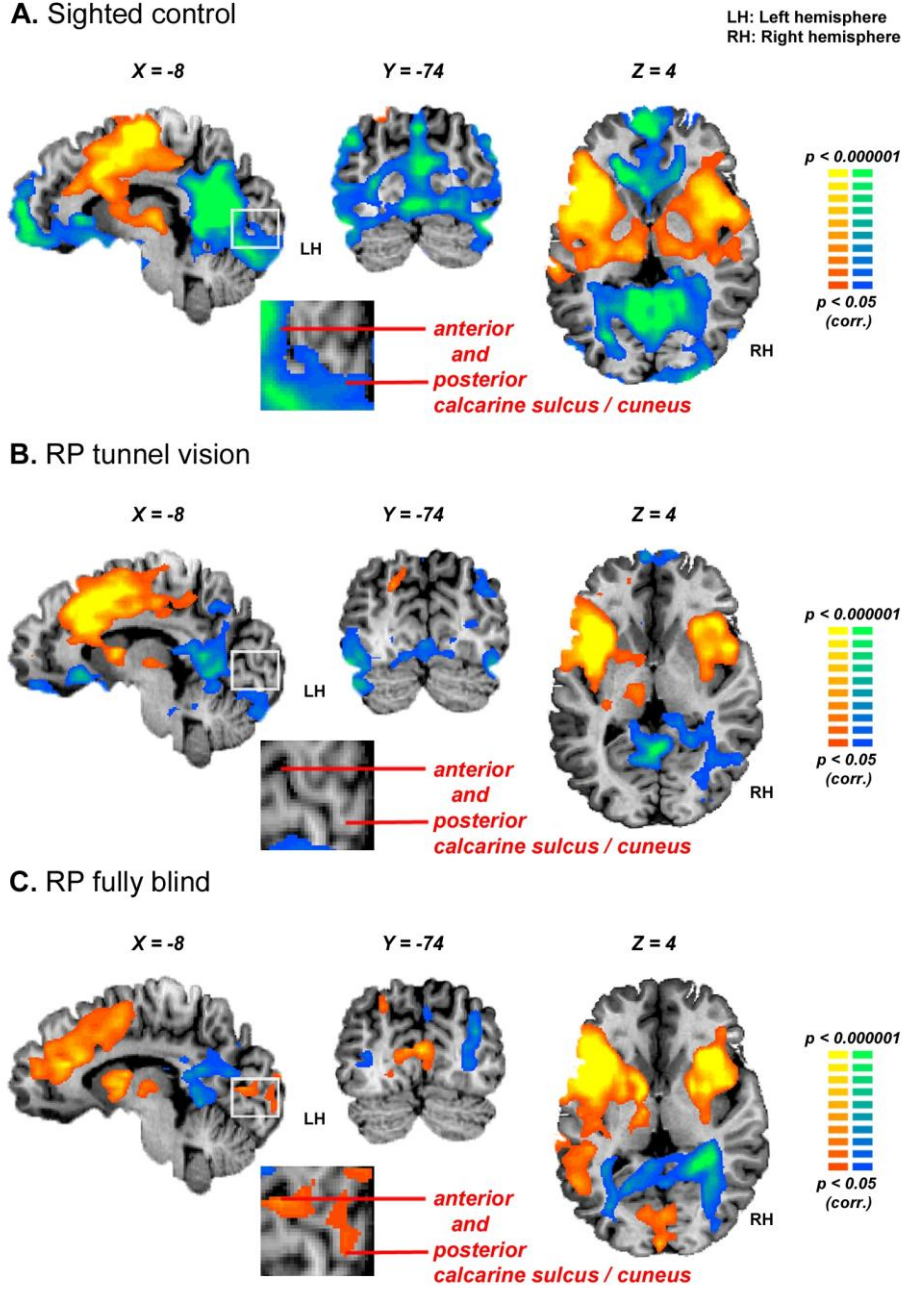 A. Sighted control
LH: Left hemisphere
RH: Right hemisphere
X = -8
Y = -74
Z = 4
p < 0.000001
LH
p < 0.05
(corr.)
anterior
and
posterior
calcarine sulcus / cuneus
RH
B. RP tunnel vision
X = -8
Y = -74
Z = 4
p < 0.000001
LH
p < 0.05
(corr.)
anterior
and
posterior
calcarine sulcus / cuneus
RH
C. RP fully blind
X = -8
Y = -74
Z = 4
p < 0.000001
LH
p < 0.05
(corr.)
anterior
and
posterior
calcarine sulcus / cuneus
RH